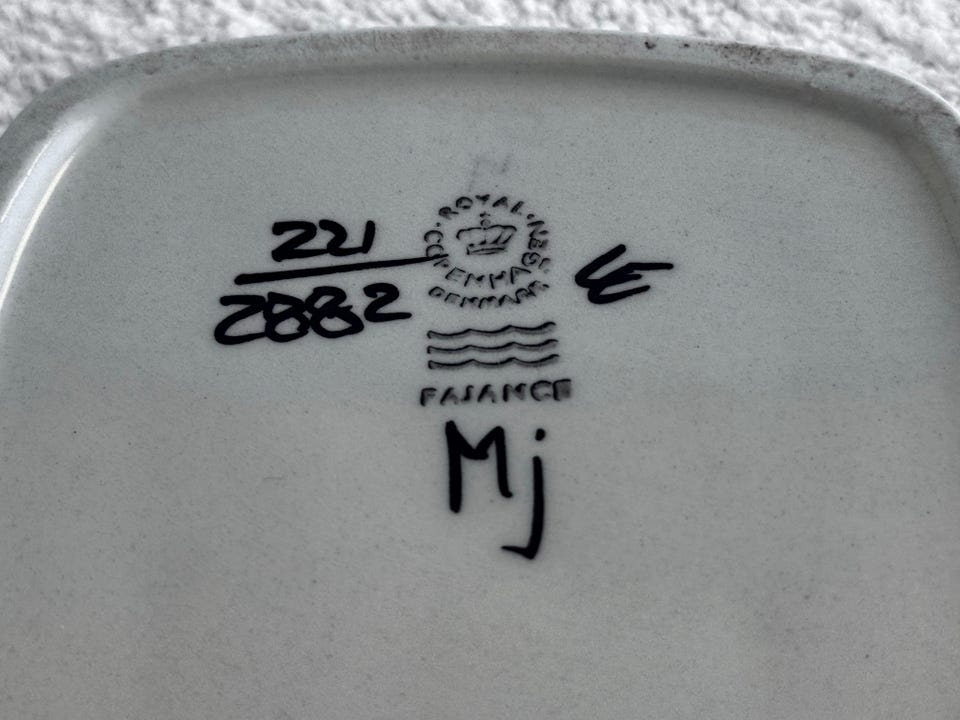 ROYAL
COPENHAGEN
DENMARK
221
2882
FAJANCE
Mj